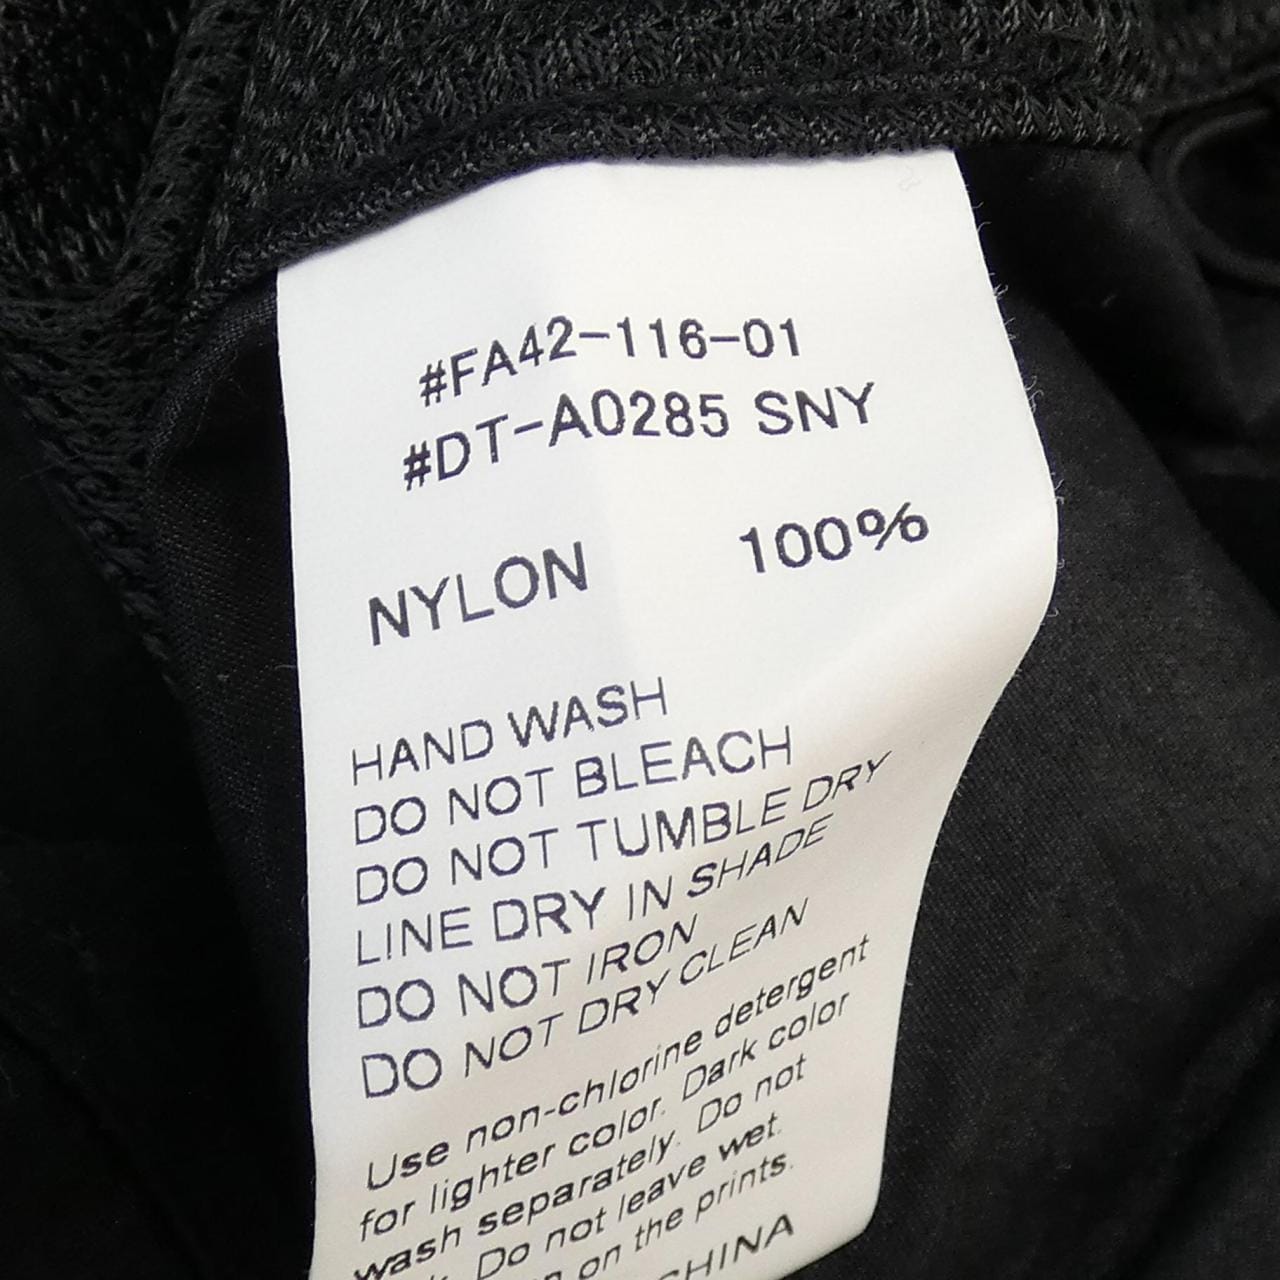 #FA42-116-01
#DT-A0285 SNY
NYLON 100%
HAND WASH
DO NOT BLEACH
DO NOT TUMBLE DRY
LINE DRY IN SHADE
DO NOT IRON
DO NOT DRY CLEAN
Use non-chlorine detergent
for lighter color. Dark color
wash separately. Do not
Do not leave wet.
on the prints.
CHINA